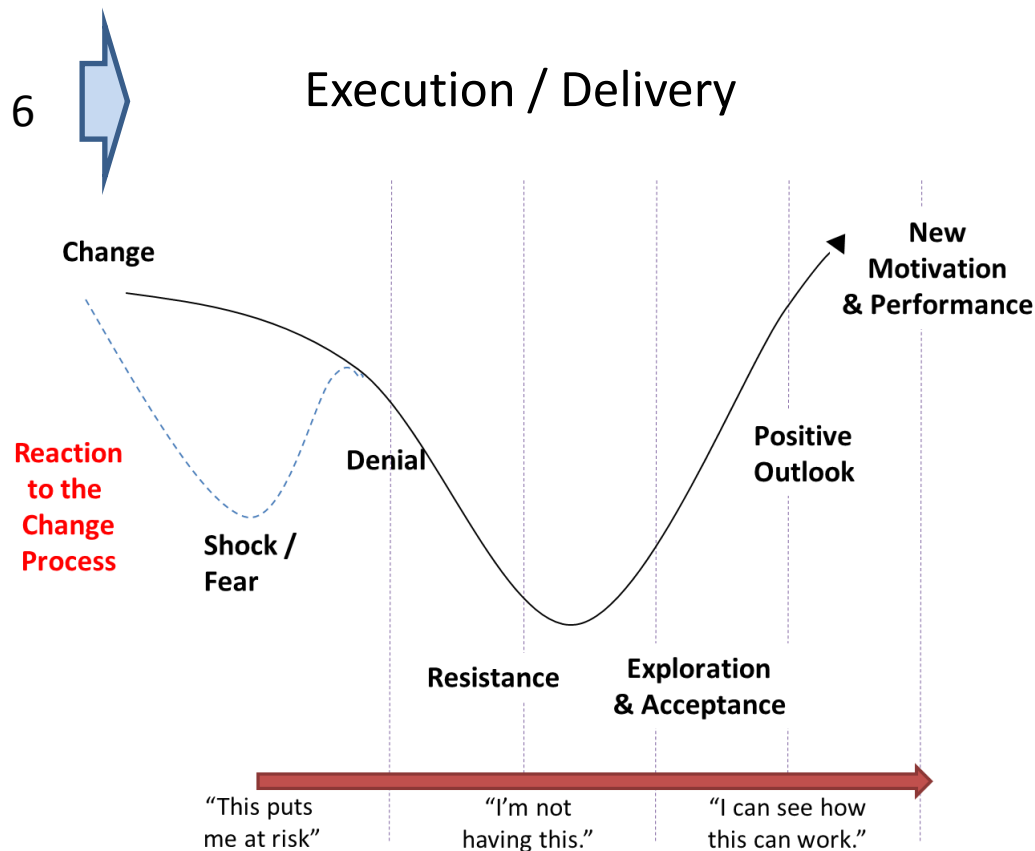 6
Execution / Delivery
Change
New
Motivation
& Performance
Reaction
to the
Change
Process
Denial
Positive
Outlook
Shock /
Fear
Resistance
Exploration
& Acceptance
“This puts
me at risk”
“I’m not
having this.”
“I can see how
this can work.”